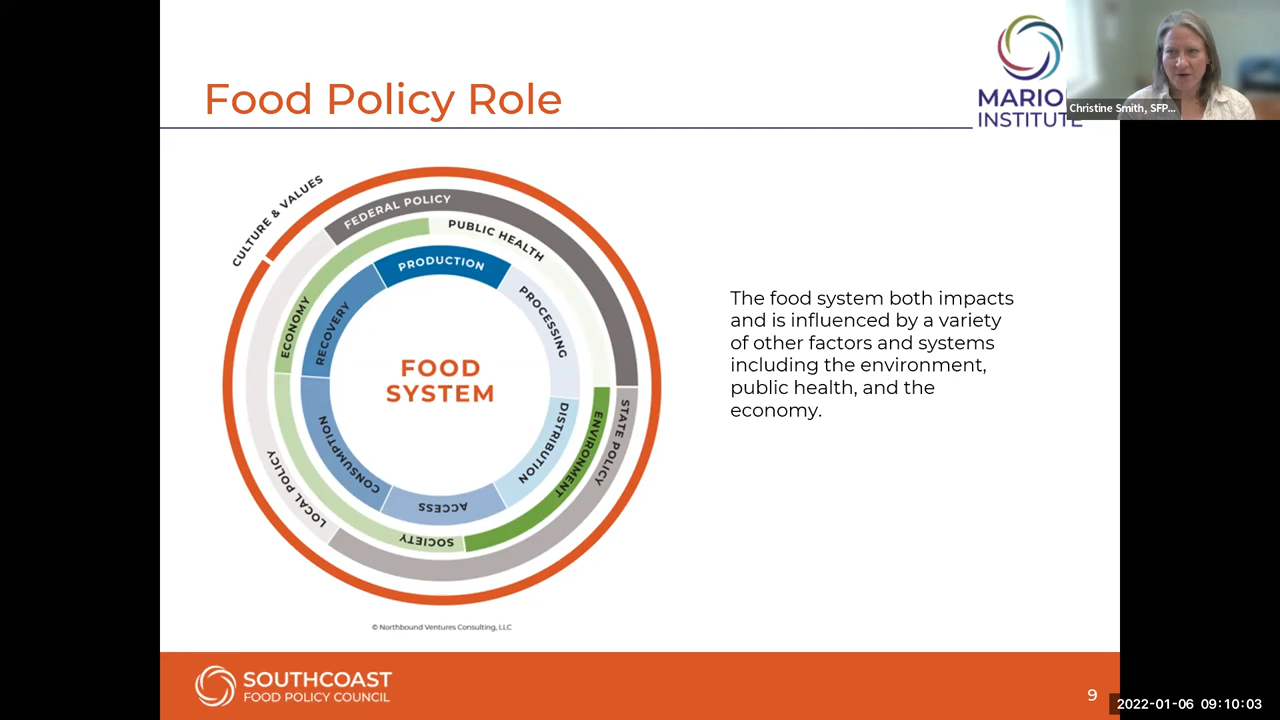 Food Policy Role
MARIO
INSTITUTE
Christine Smith, SFP...
CULTURE & VALUES
FEDERAL POLICY
PUBLIC HEALTH
PRODUCTION
PROCESSING
ECONOMY
RECOVERY
FOOD
SYSTEM
STATE POLICY
ENVIRONMENT
DISTRIBUTION
CONSUMPTION
ACCESS
LOCAL POLICY
SOCIETY
The food system both impacts
and is influenced by a variety
of other factors and systems
including the environment,
public health, and the
economy.
© Northbound Ventures Consulting, LLC
SOUTHCOAST
FOOD POLICY COUNCIL
9
2022-01-06 09:10:03